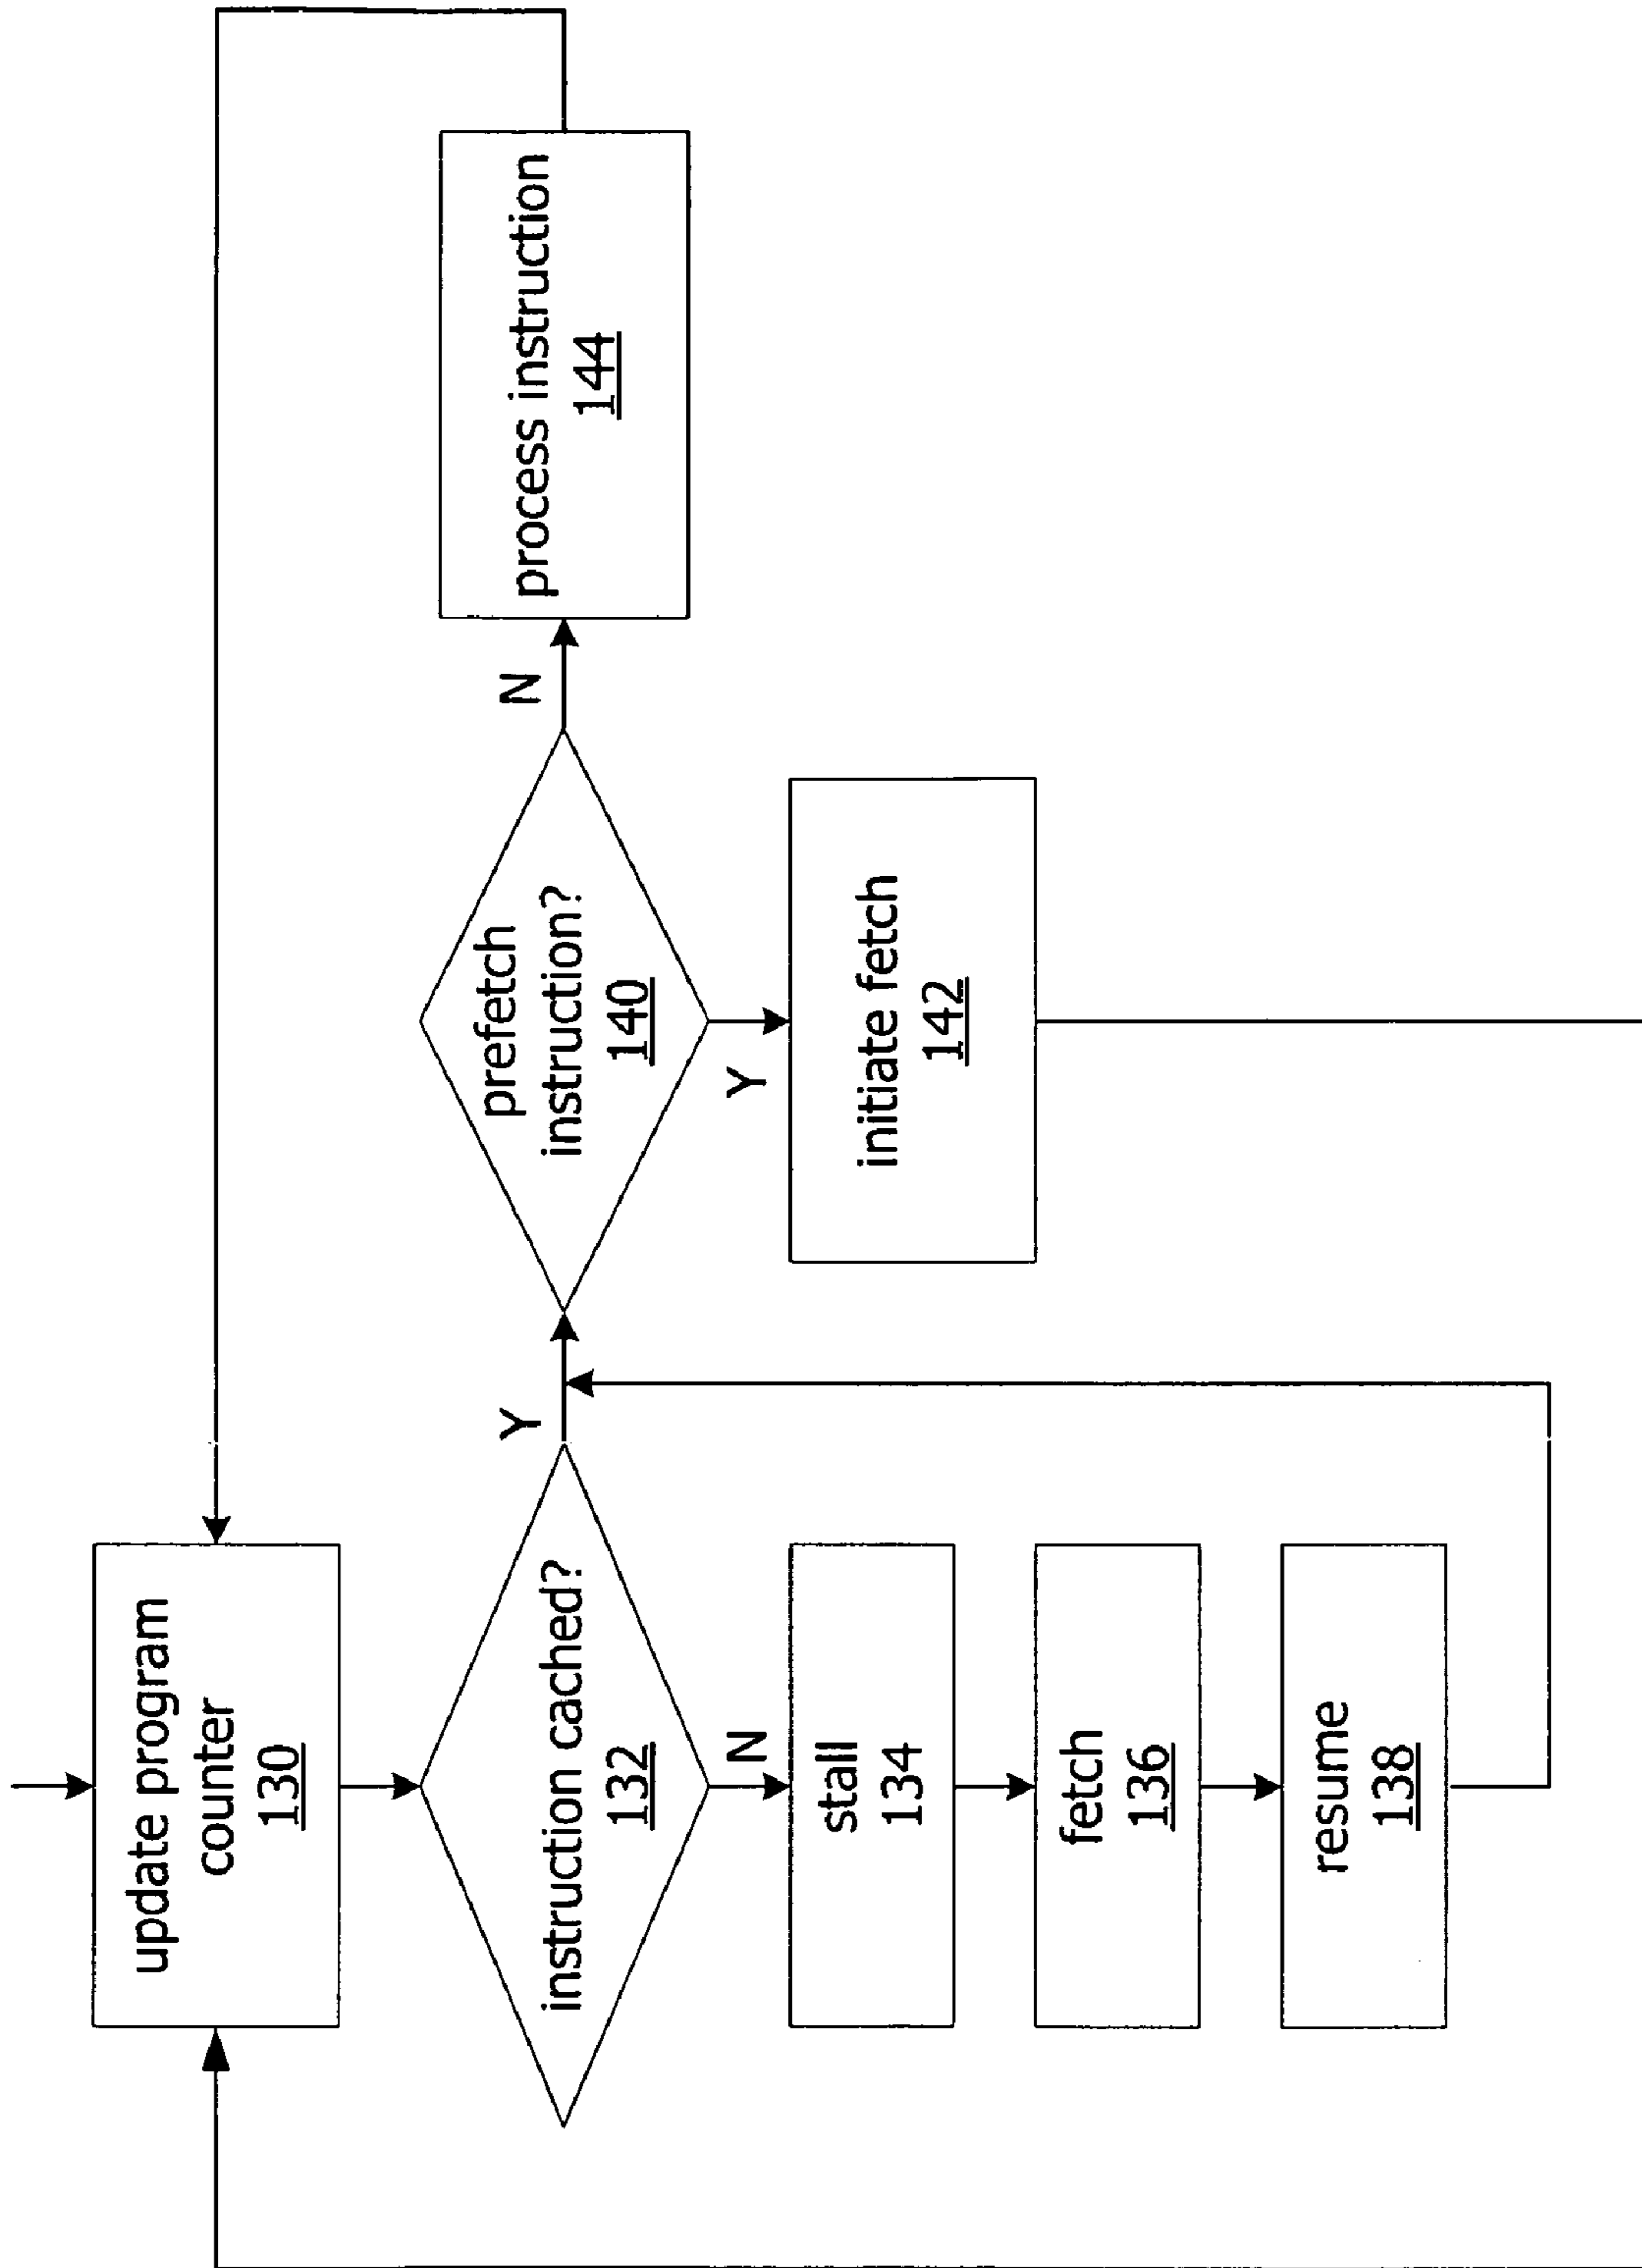 update program
counter
130
instruction cached?
132
Y
N
stall
134
fetch
136
resume
138
prefetch
instruction?
140
N
Y
initiate fetch
142
process instruction
144